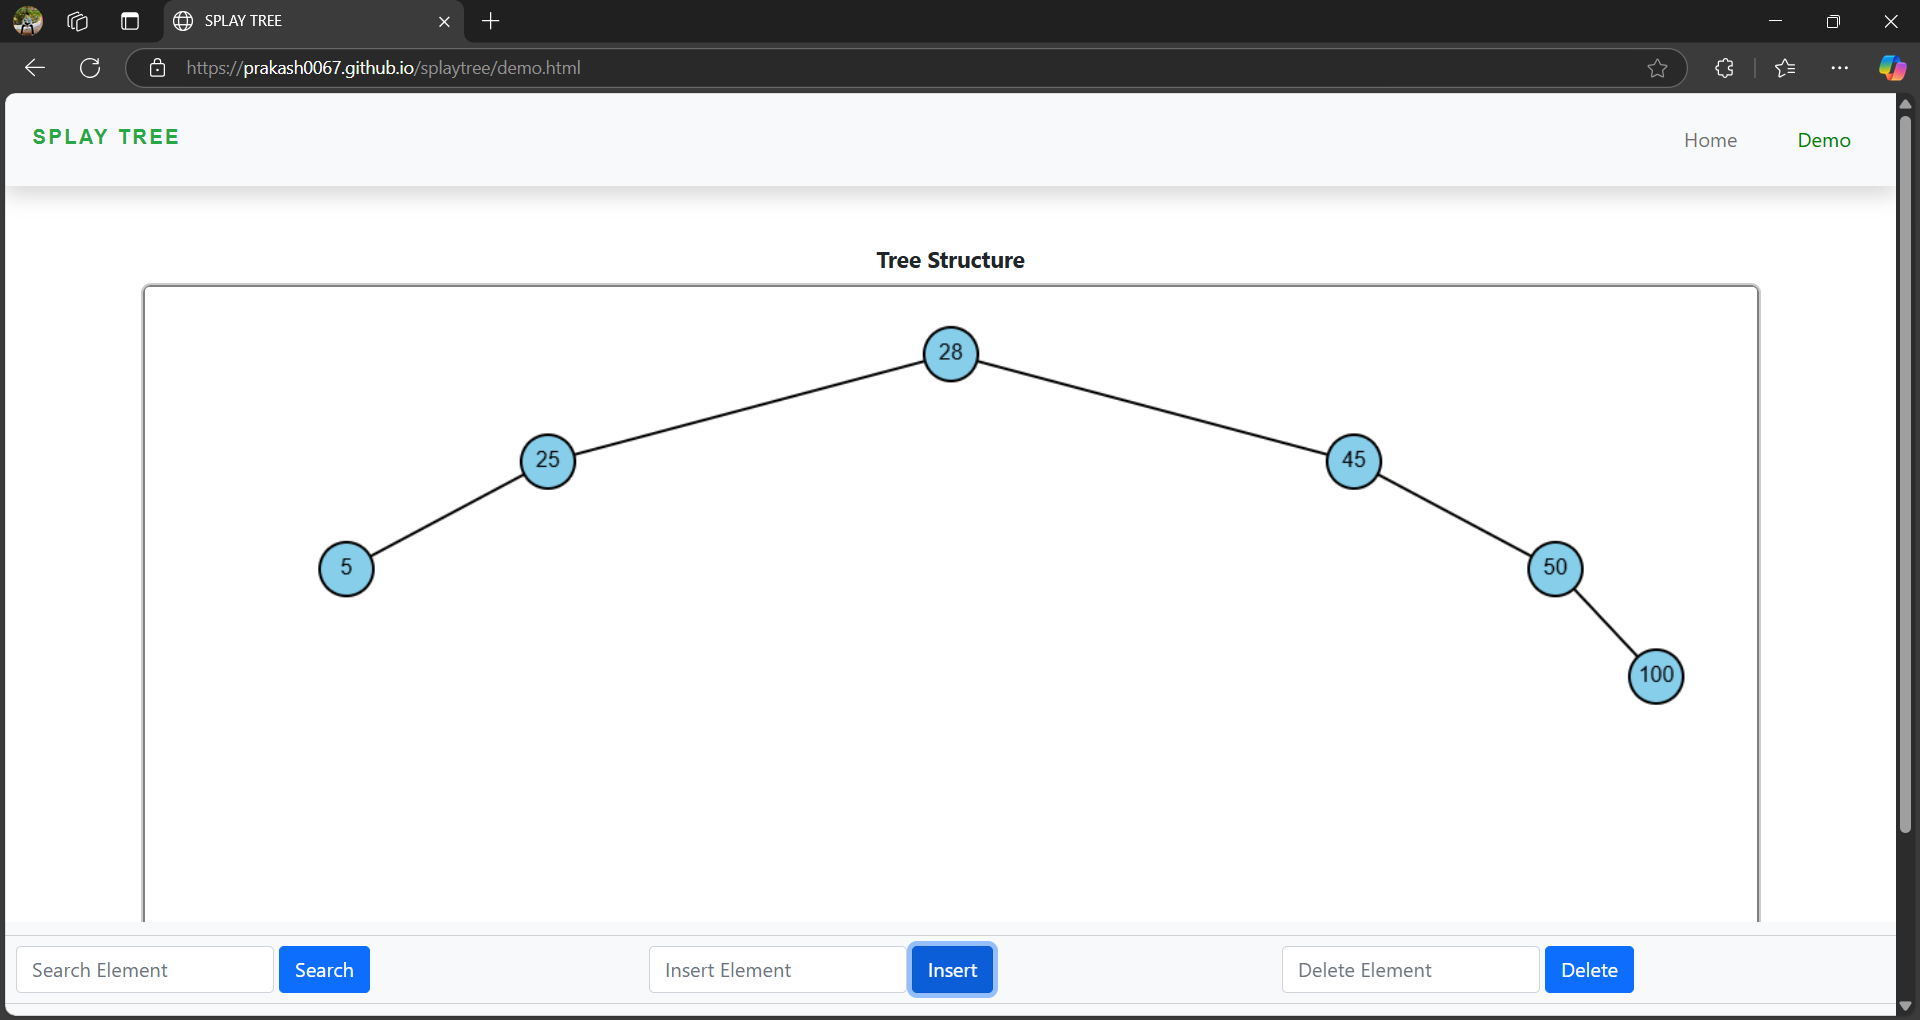 SPLAY TREE
https://prakash0067.github.io/splaytree/demo.html
SPLAY TREE
Home
Demo
Tree Structure
28
25
45
5
50
100
Search Element
Search
Insert Element
Insert
Delete Element
Delete